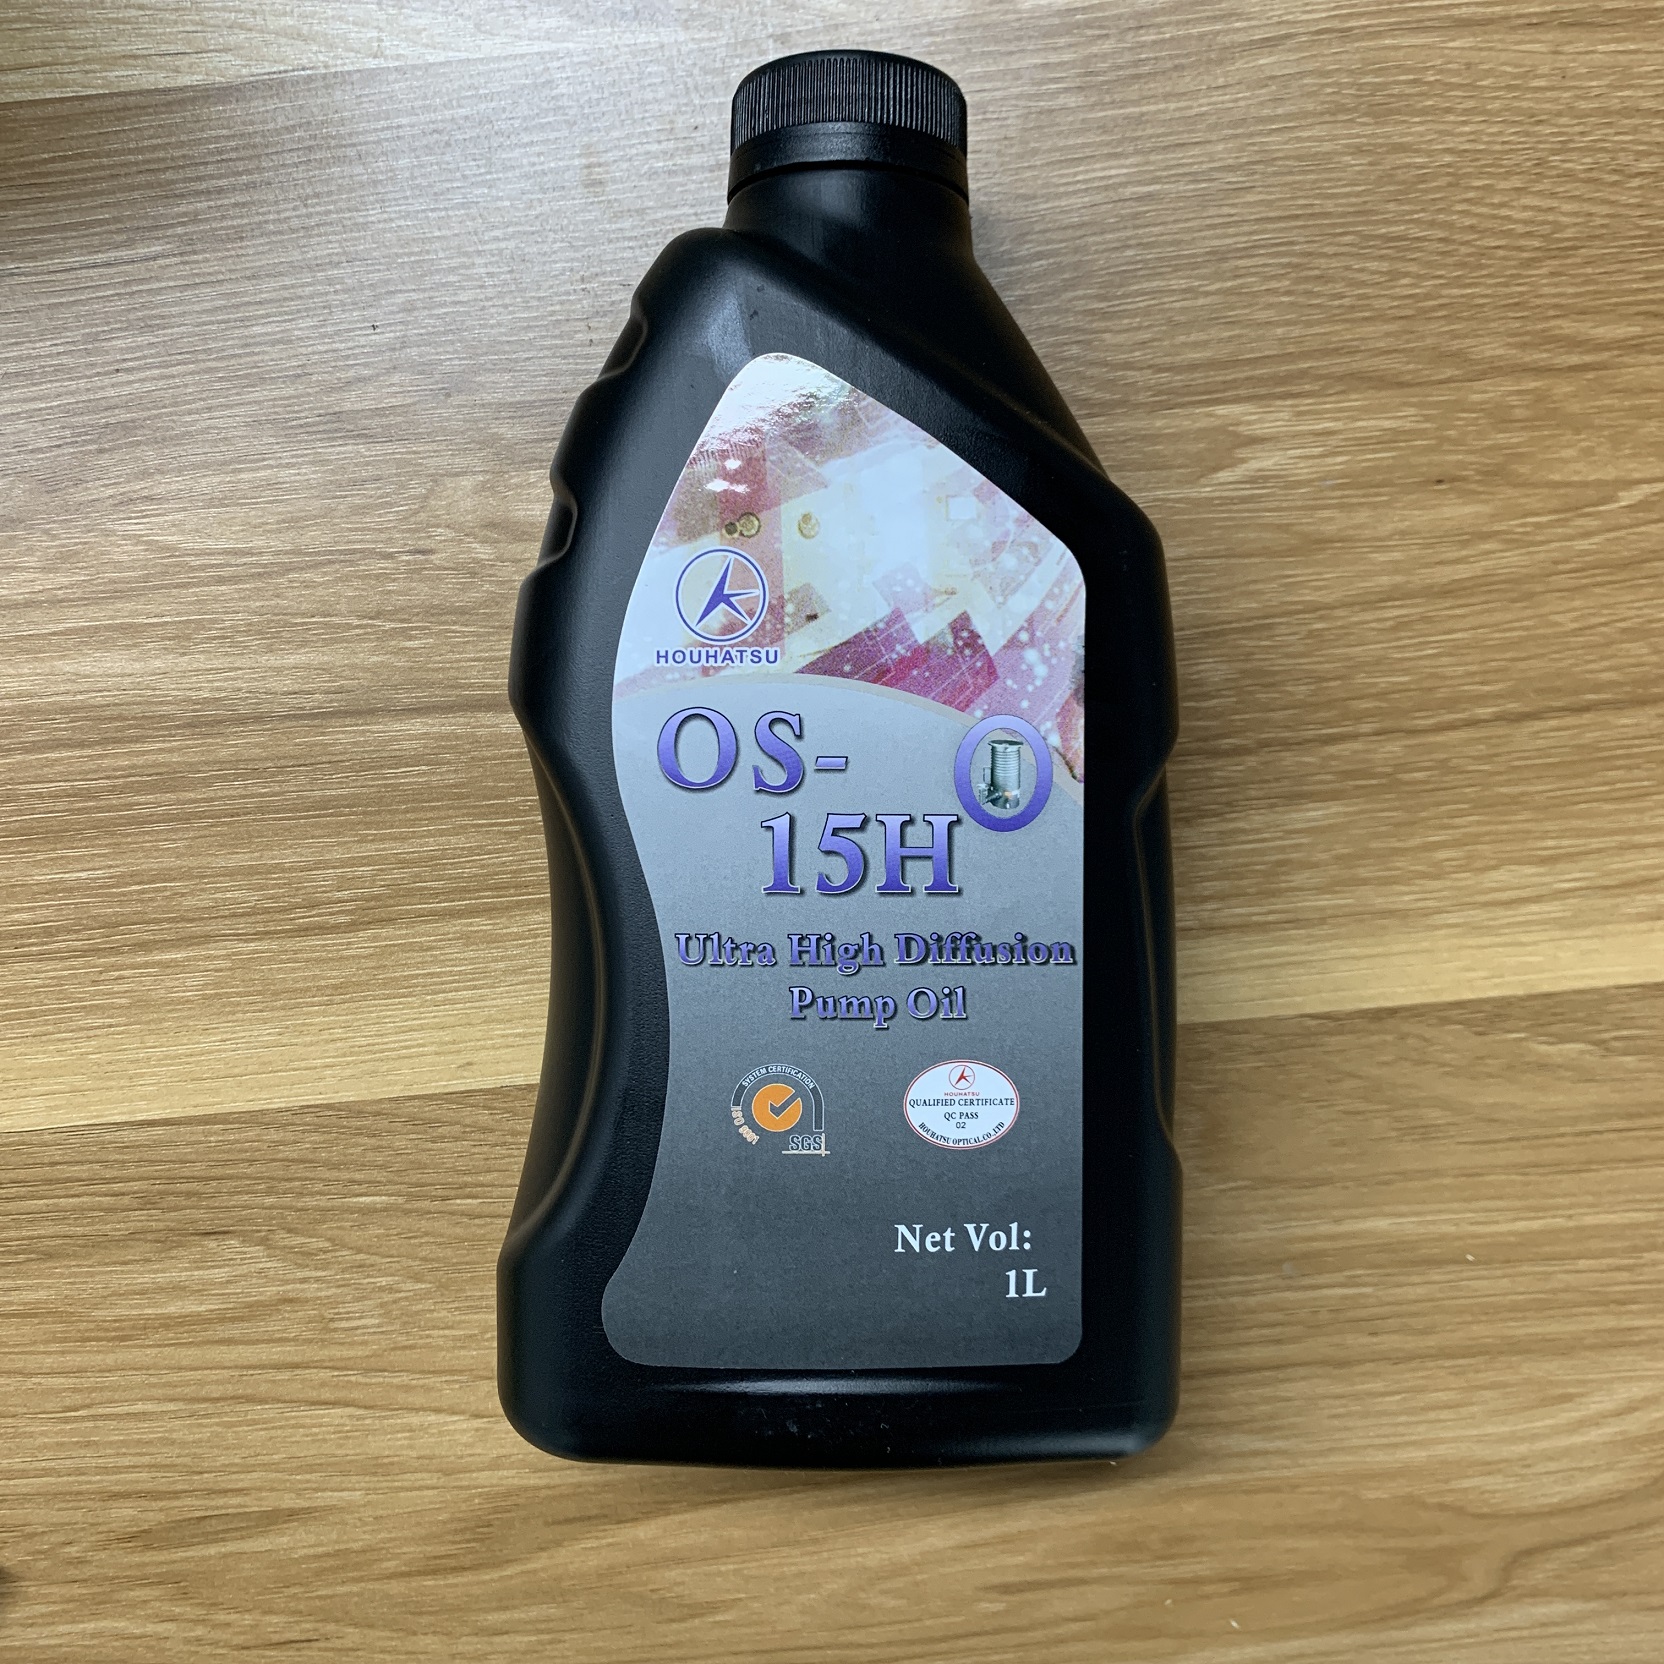 HOUHATSU
OS-
15H
Ultra High Diffusion
Pump Oil
SYSTEM CERTIFICATION
ISO 9001
SGS
HOUHATSU
QUALIFIED CERTIFICATE
QC PASS
02
HOUHATSU OPTICAL.CO.,LTD
Net Vol:
1L